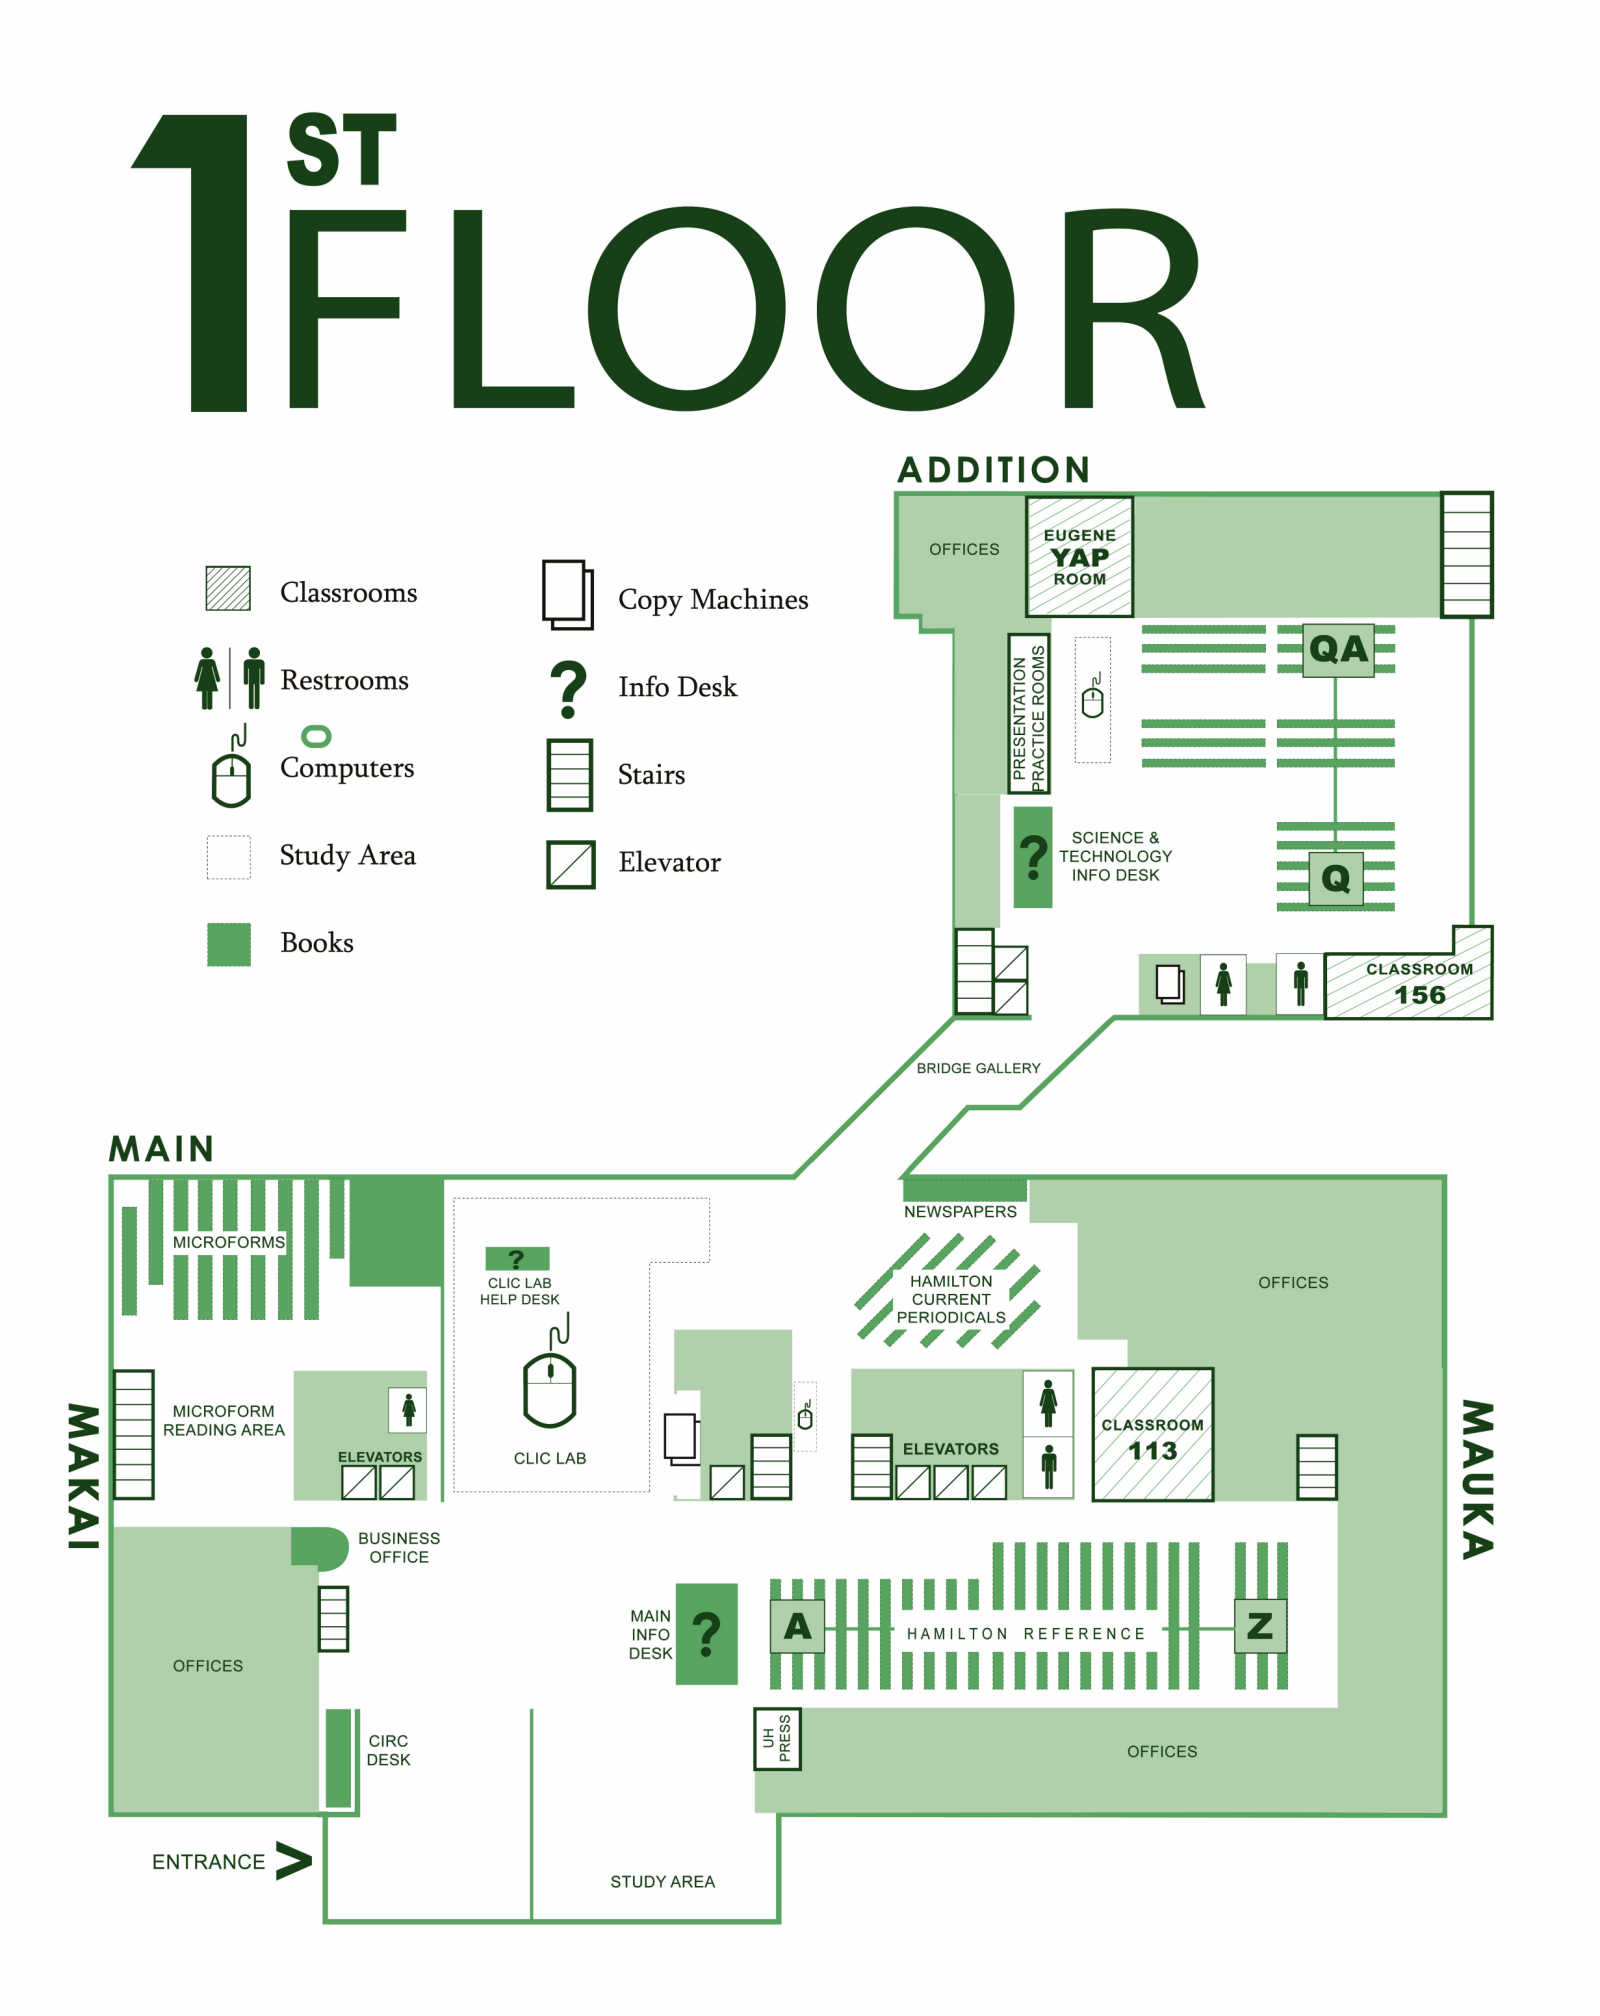 1ST
FLOOR
Classrooms
Restrooms
Computers
Study Area
Books
Copy Machines
?
Info Desk
Stairs
Elevator
ADDITION
OFFICES
EUGENE
YAP
ROOM
PRESENTATION
PRACTICE ROOMS
QA
?
SCIENCE &
TECHNOLOGY
INFO DESK
Q
CLASSROOM
156
BRIDGE GALLERY
MAIN
MICROFORMS
?
CLIC LAB
HELP DESK
CLIC LAB
NEWSPAPERS
HAMILTON
CURRENT
PERIODICALS
OFFICES
MAKAI
MICROFORM
READING AREA
ELEVATORS
ELEVATORS
CLASSROOM
113
MAUKA
BUSINESS
OFFICE
OFFICES
MAIN
INFO
DESK
?
A
HAMILTON REFERENCE
Z
CIRC
DESK
UH
PRESS
OFFICES
ENTRANCE >
STUDY AREA